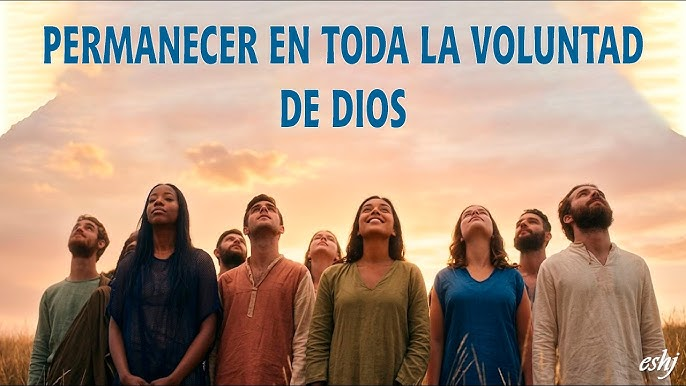 PERMANECER EN TODA LA VOLUNTAD
DE DIOS
eshj